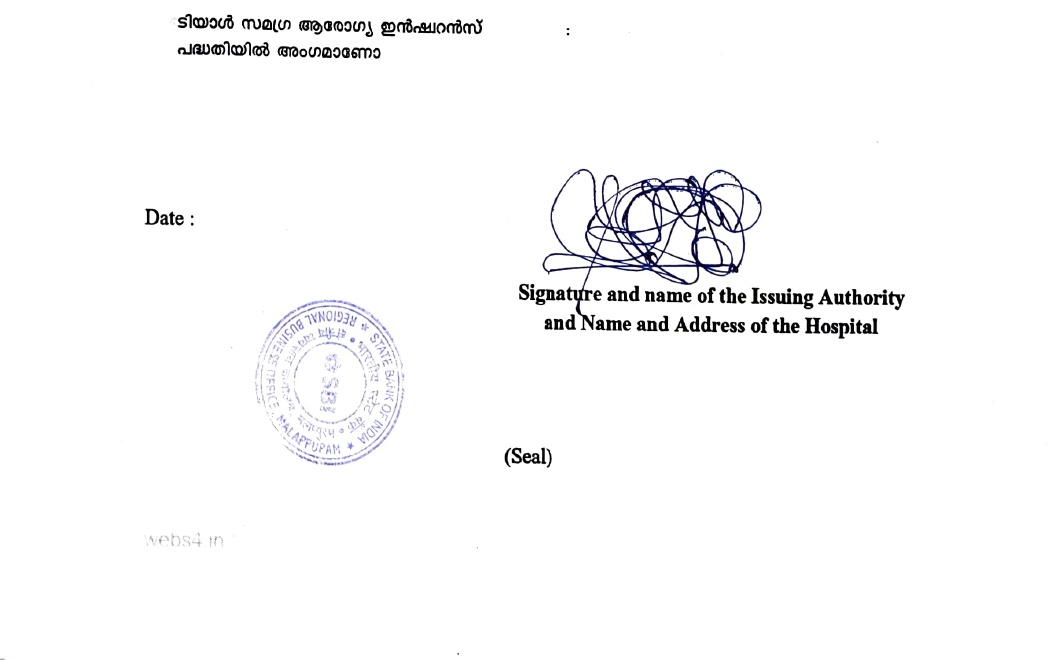 ടിയാൾ സമഗ്ര ആരോഗ്യ ഇൻഷ്വറൻസ് :
പദ്ധതിയിൽ അംഗമാണോ
Date :
Signature and name of the Issuing Authority
and Name and Address of the Hospital
★ STATE BANK OF INDIA ★
REGIONAL BUSINESS OFFICE, MALAPPURAM
भारतीय स्टेट बैंक •
SBI
(Seal)
webs4.in